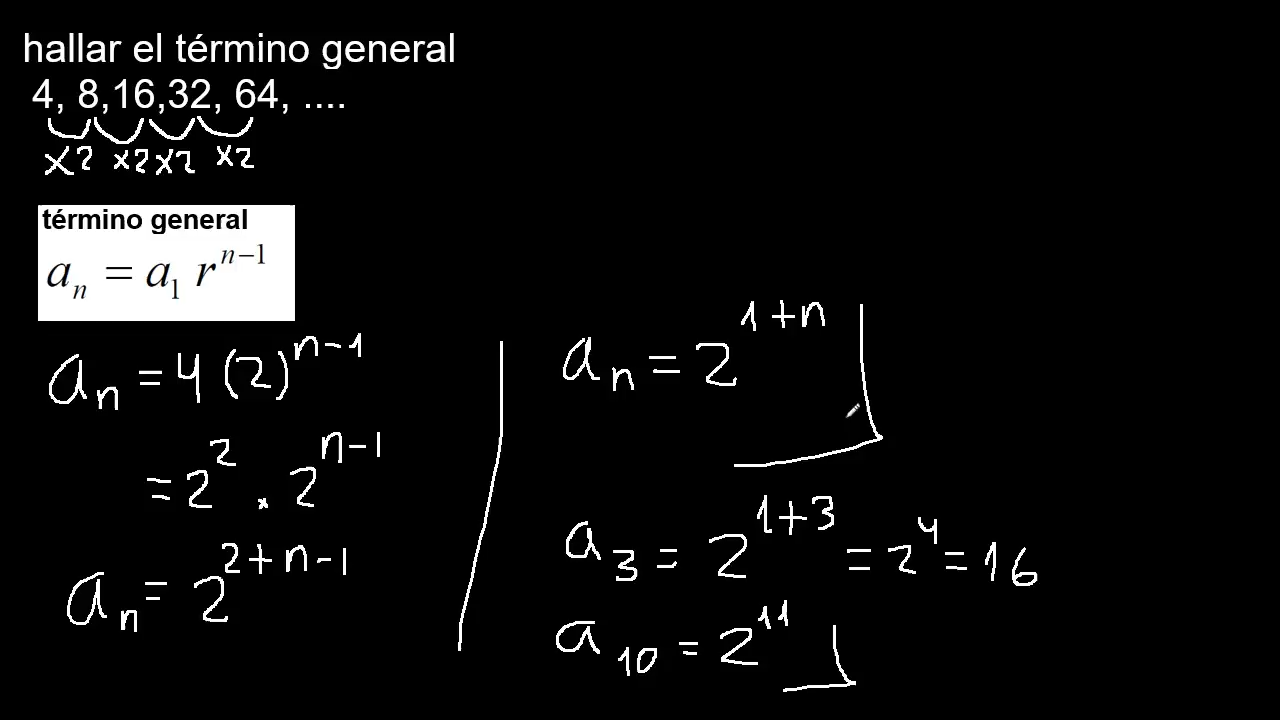 hallar el término general
4, 8,16,32, 64, ....
x2 x2 x2 x2
término general
aₙ = a₁ rⁿ⁻¹
aₙ = 4 (2)ⁿ⁻¹
= 2² . 2ⁿ⁻¹
aₙ = 2²⁺ⁿ⁻¹
aₙ = 2¹⁺ⁿ
a₃ = 2¹⁺³ = 2⁴ = 16
a₁₀ = 2¹¹